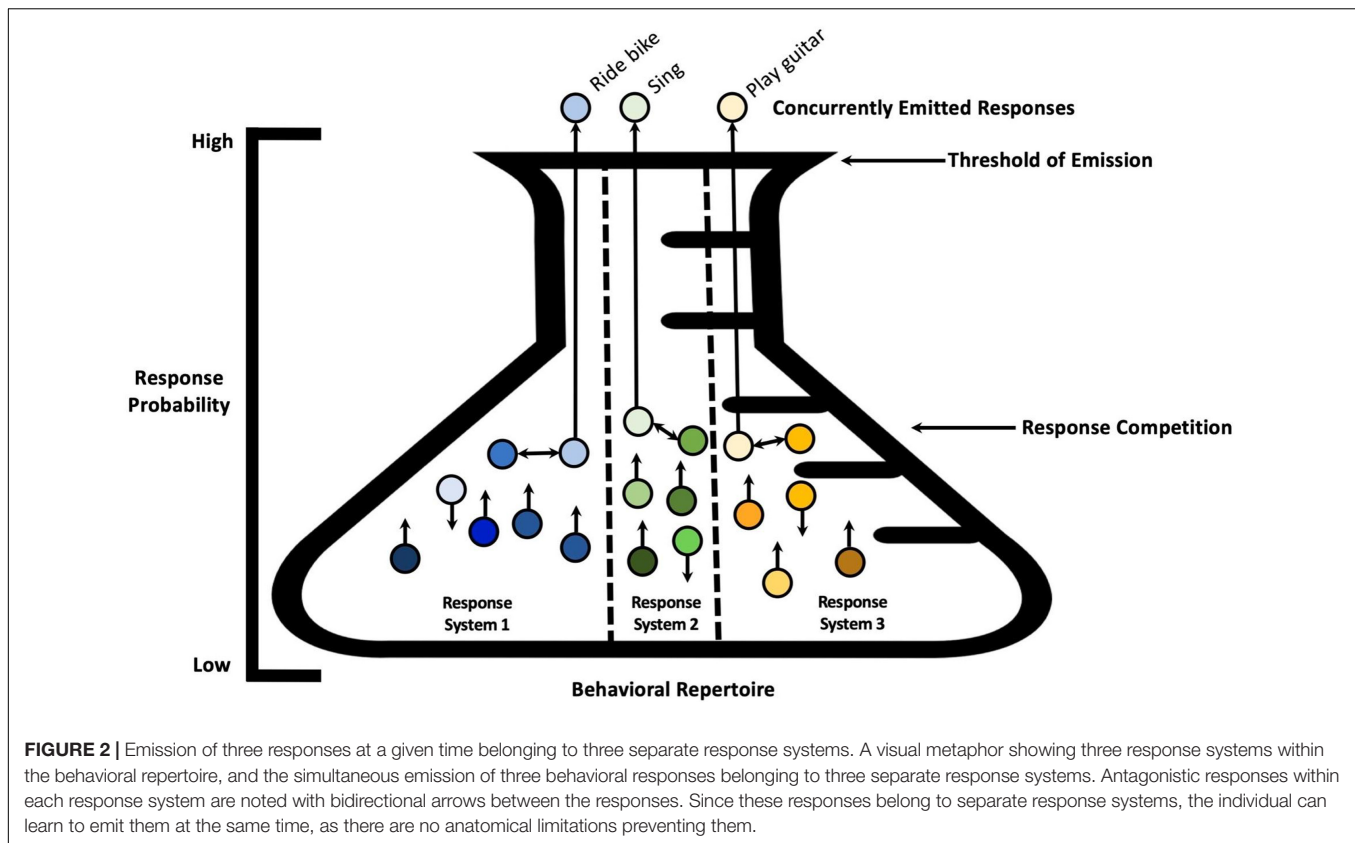 Ride bike
Sing
Play guitar
Concurrently Emitted Responses
High
Threshold of Emission
Response
Probability
Response Competition
Response
System 1
Response
System 2
Response
System 3
Low
Behavioral Repertoire
FIGURE 2 | Emission of three responses at a given time belonging to three separate response systems. A visual metaphor showing three response systems within
the behavioral repertoire, and the simultaneous emission of three behavioral responses belonging to three separate response systems. Antagonistic responses within
each response system are noted with bidirectional arrows between the responses. Since these responses belong to separate response systems, the individual can
learn to emit them at the same time, as there are no anatomical limitations preventing them.